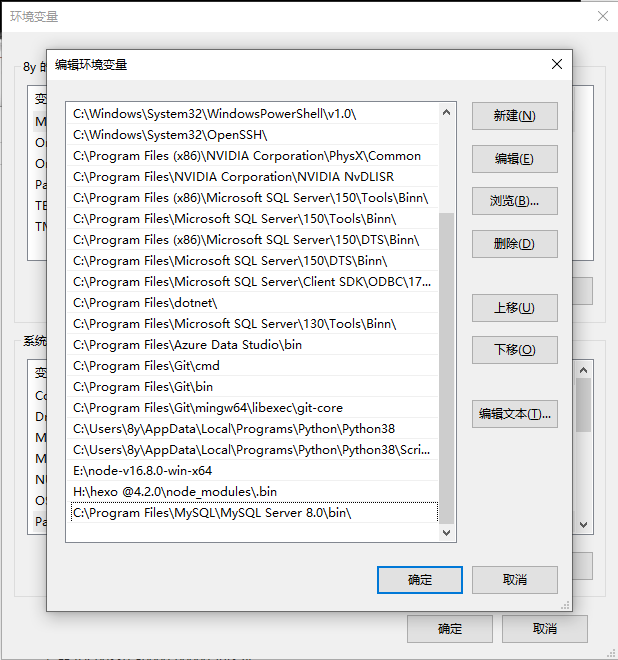 环境变量
8y 的
编辑环境变量
C:\Windows\System32\WindowsPowerShell\v1.0\
C:\Windows\System32\OpenSSH\
C:\Program Files (x86)\NVIDIA Corporation\PhysX\Common
C:\Program Files\NVIDIA Corporation\NVIDIA NvDLISR
C:\Program Files (x86)\Microsoft SQL Server\150\Tools\Binn\
C:\Program Files\Microsoft SQL Server\150\Tools\Binn\
C:\Program Files (x86)\Microsoft SQL Server\150\DTS\Binn\
C:\Program Files\Microsoft SQL Server\150\DTS\Binn\
C:\Program Files\Microsoft SQL Server\Client SDK\ODBC\17...
C:\Program Files\dotnet\
C:\Program Files\Microsoft SQL Server\130\Tools\Binn\
C:\Program Files\Azure Data Studio\bin
C:\Program Files\Git\cmd
C:\Program Files\Git\bin
C:\Program Files\Git\mingw64\libexec\git-core
C:\Users\8y\AppData\Local\Programs\Python\Python38
C:\Users\8y\AppData\Local\Programs\Python\Python38\Scri...
E:\node-v16.8.0-win-x64
H:\hexo @4.2.0\node_modules\.bin
C:\Program Files\MySQL\MySQL Server 8.0\bin\
新建(N)
编辑(E)
浏览(B)...
删除(D)
上移(U)
下移(O)
编辑文本(T)...
确定
取消
变
M
Or
Or
Pa
TE
TM
系统
变
Co
Dr
M
M
NU
OS
Pa
确定
取消